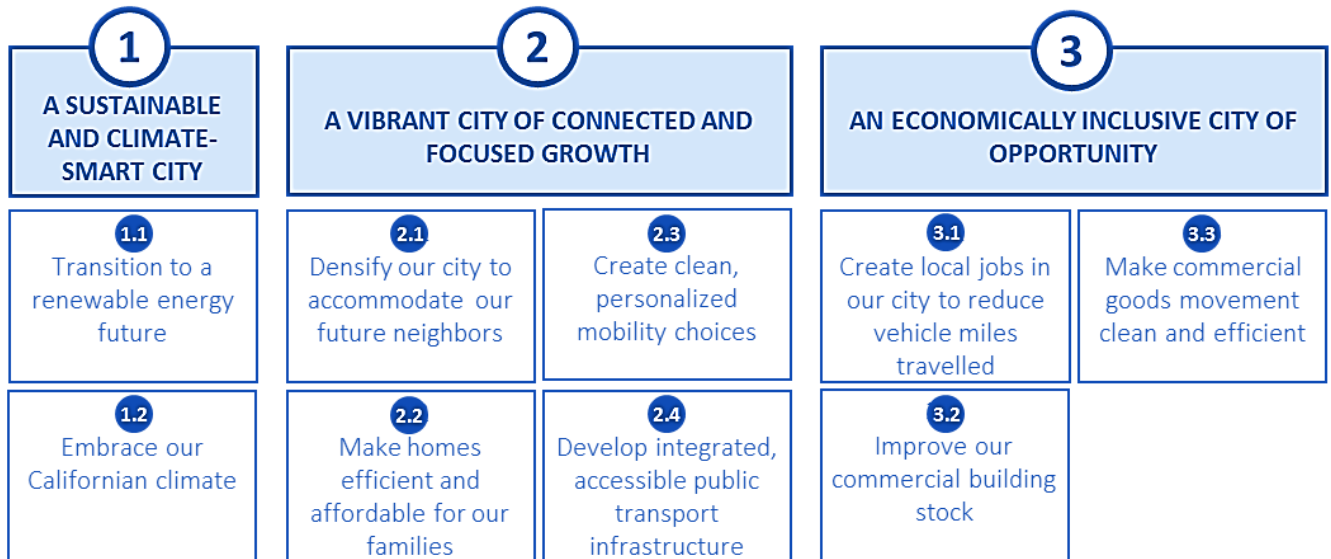 1
A SUSTAINABLE
AND CLIMATE-
SMART CITY
1.1
Transition to a
renewable energy
future
1.2
Embrace our
Californian climate
2
A VIBRANT CITY OF CONNECTED AND
FOCUSED GROWTH
2.1
Densify our city to
accommodate our
future neighbors
2.2
Make homes
efficient and
affordable for our
families
2.3
Create clean,
personalized
mobility choices
2.4
Develop integrated,
accessible public
transport
infrastructure
3
AN ECONOMICALLY INCLUSIVE CITY OF
OPPORTUNITY
3.1
Create local jobs in
our city to reduce
vehicle miles
travelled
3.2
Improve our
commercial building
stock
3.3
Make commercial
goods movement
clean and efficient